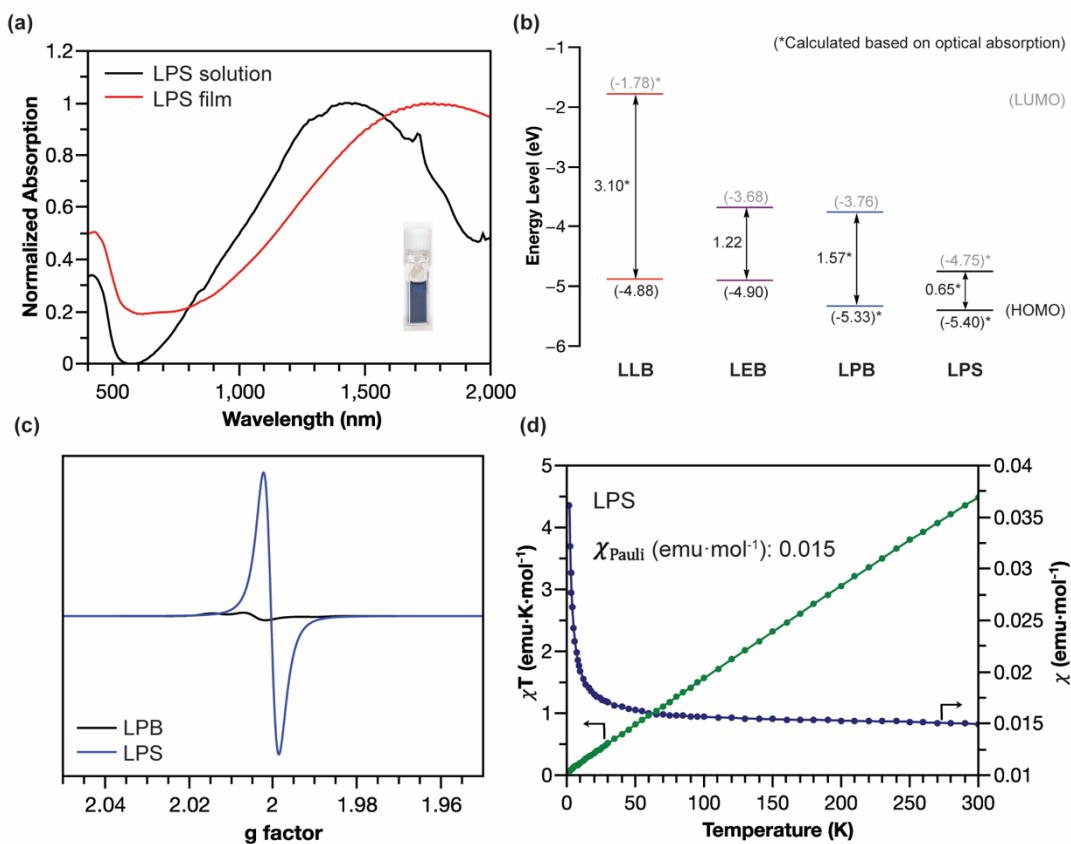 (a)
1.2
1
0.8
0.6
0.4
0.2
0
Normalized Absorption
LPS solution
LPS film
500
1,000
1,500
2,000
Wavelength (nm)
(b)
(*Calculated based on optical absorption)
−1
−2
−3
−4
−5
−6
Energy Level (eV)
(-1.78)*
(LUMO)
3.10*
(-4.88)
(-3.68)
1.22
(-4.90)
(-3.76)
1.57*
(-5.33)*
(-4.75)*
0.65*
(-5.40)*
(HOMO)
LLB
LEB
LPB
LPS
(c)
LPB
LPS
2.04
2.02
2
1.98
1.96
g factor
(d)
5
4
3
2
1
0
χT (emu·K·mol⁻¹)
LPS
χPauli (emu·mol⁻¹): 0.015
0.04
0.035
0.03
0.025
0.02
0.015
0.01
χ (emu·mol⁻¹)
0
50
100
150
200
250
300
Temperature (K)